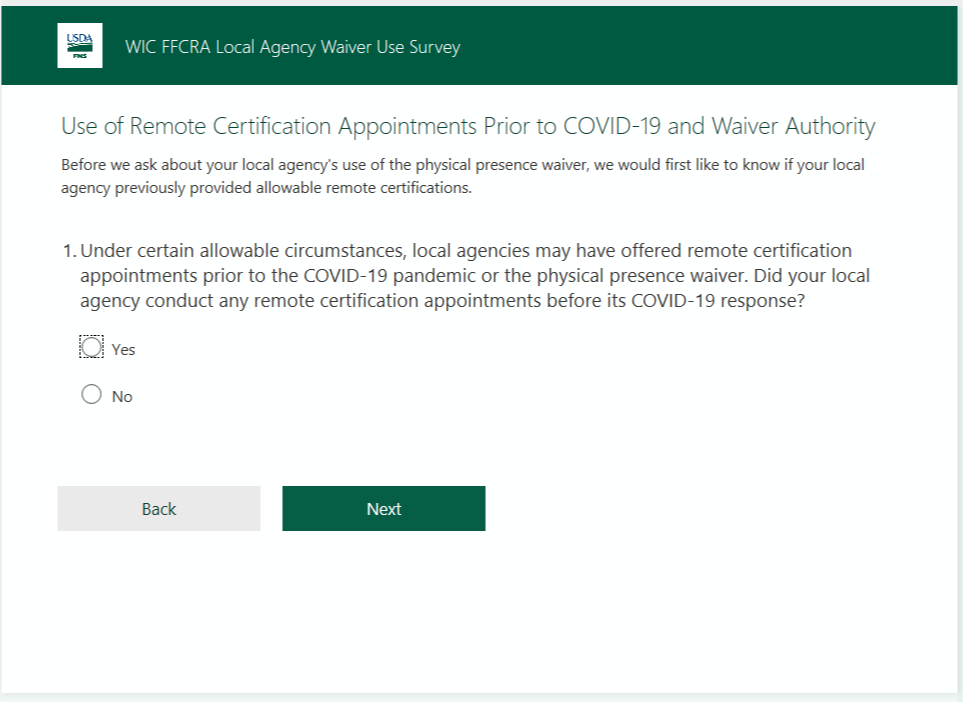 USDA
FNS
WIC FFCRA Local Agency Waiver Use Survey
Use of Remote Certification Appointments Prior to COVID-19 and Waiver Authority
Before we ask about your local agency's use of the physical presence waiver, we would first like to know if your local
agency previously provided allowable remote certifications.
1. Under certain allowable circumstances, local agencies may have offered remote certification
appointments prior to the COVID-19 pandemic or the physical presence waiver. Did your local
agency conduct any remote certification appointments before its COVID-19 response?
Yes
No
Back
Next